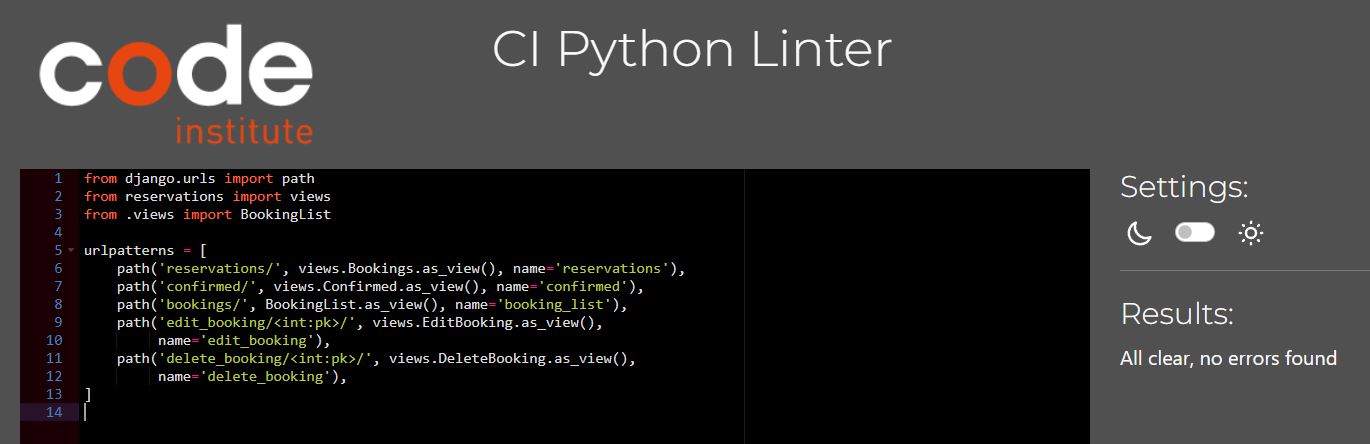 code
institute
CI Python Linter
1 from django.urls import path
2 from reservations import views
3 from .views import BookingList
4
5 urlpatterns = [
6     path('reservations/', views.Bookings.as_view(), name='reservations'),
7     path('confirmed/', views.Confirmed.as_view(), name='confirmed'),
8     path('bookings/', BookingList.as_view(), name='booking_list'),
9     path('edit_booking/<int:pk>/', views.EditBooking.as_view(),
10          name='edit_booking'),
11     path('delete_booking/<int:pk>/', views.DeleteBooking.as_view(),
12          name='delete_booking'),
13 ]
14
Settings:
Results:
All clear, no errors found